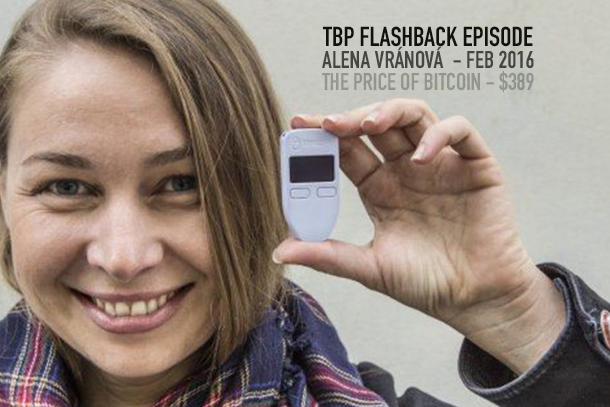 TBP FLASHBACK EPISODE
ALENA VRÁNOVÁ - FEB 2016
THE PRICE OF BITCOIN - $389